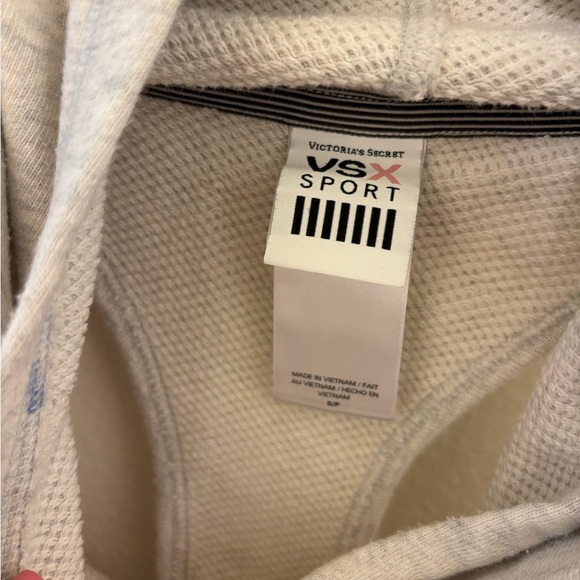 VICTORIA'S SECRET
VSX
SPORT
MADE IN VIETNAM / FAIT
AU VIETNAM / HECHO EN
VIETNAM
S/P